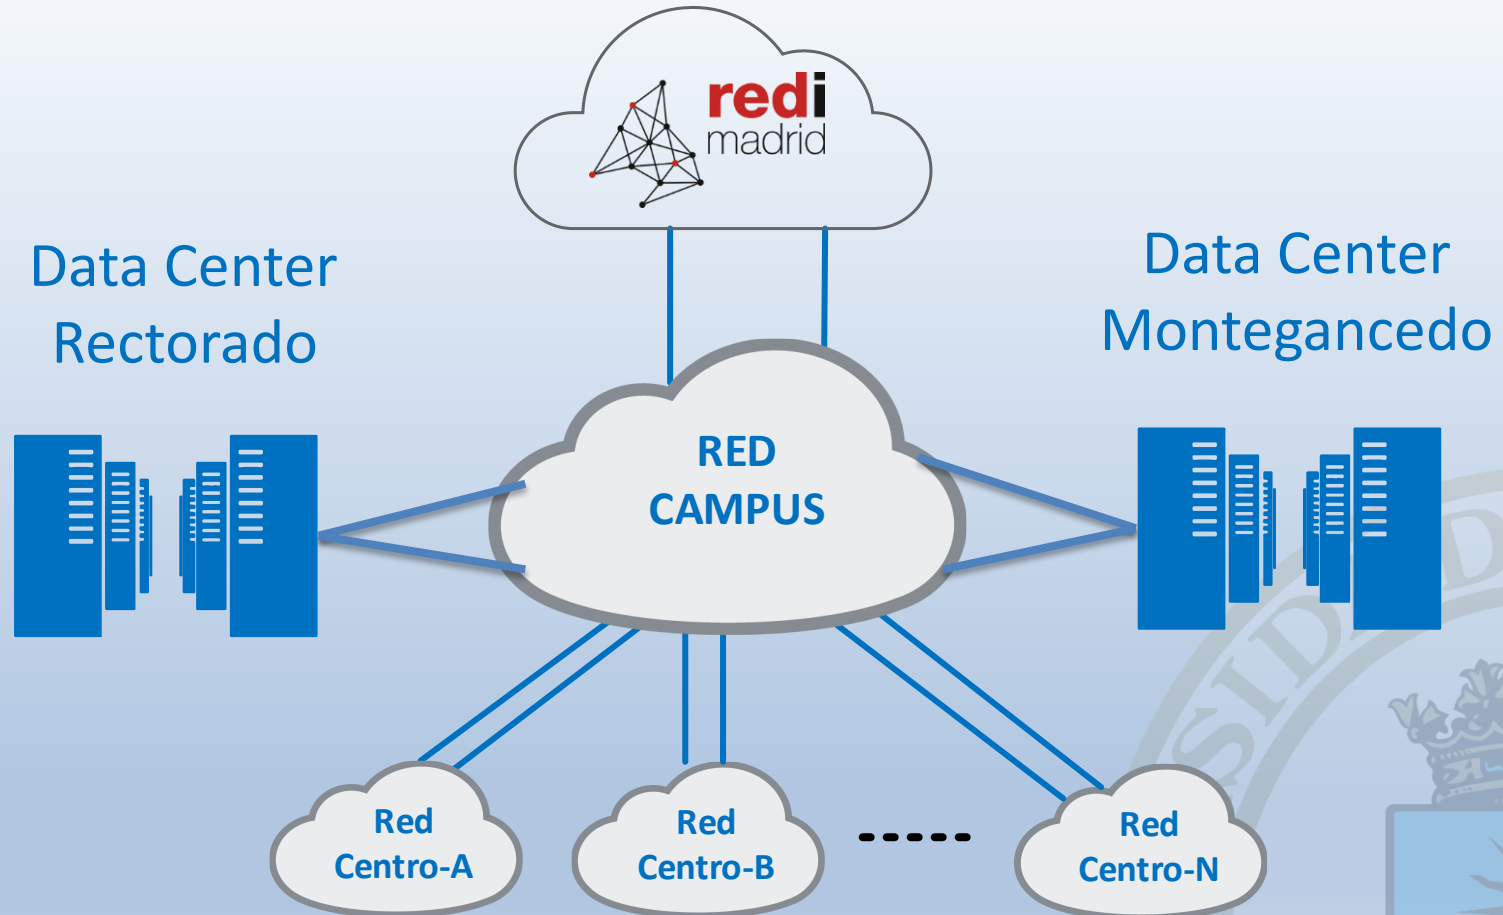 redi
madrid
Data Center
Rectorado
Data Center
Montegancedo
RED
CAMPUS
Red
Centro-A
Red
Centro-B
Red
Centro-N